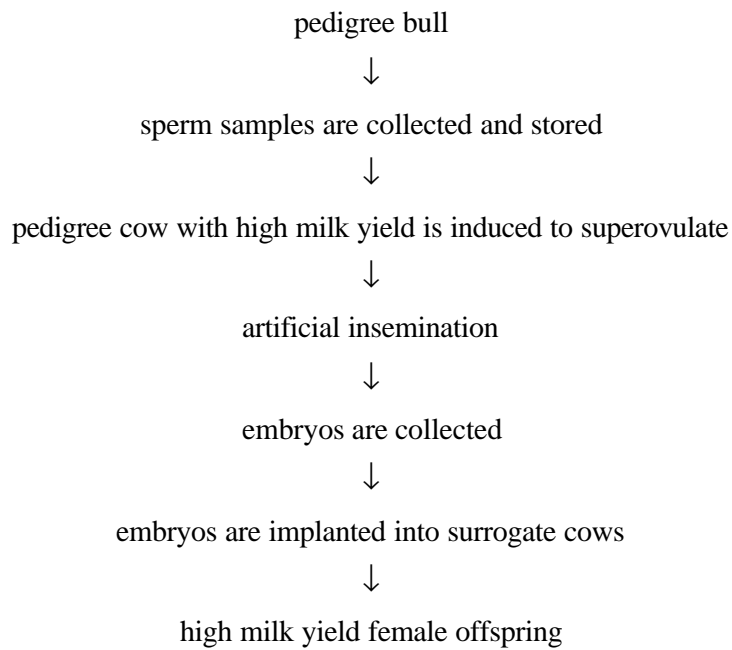 pedigree bull
↓
sperm samples are collected and stored
↓
pedigree cow with high milk yield is induced to superovulate
↓
artificial insemination
↓
embryos are collected
↓
embryos are implanted into surrogate cows
↓
high milk yield female offspring